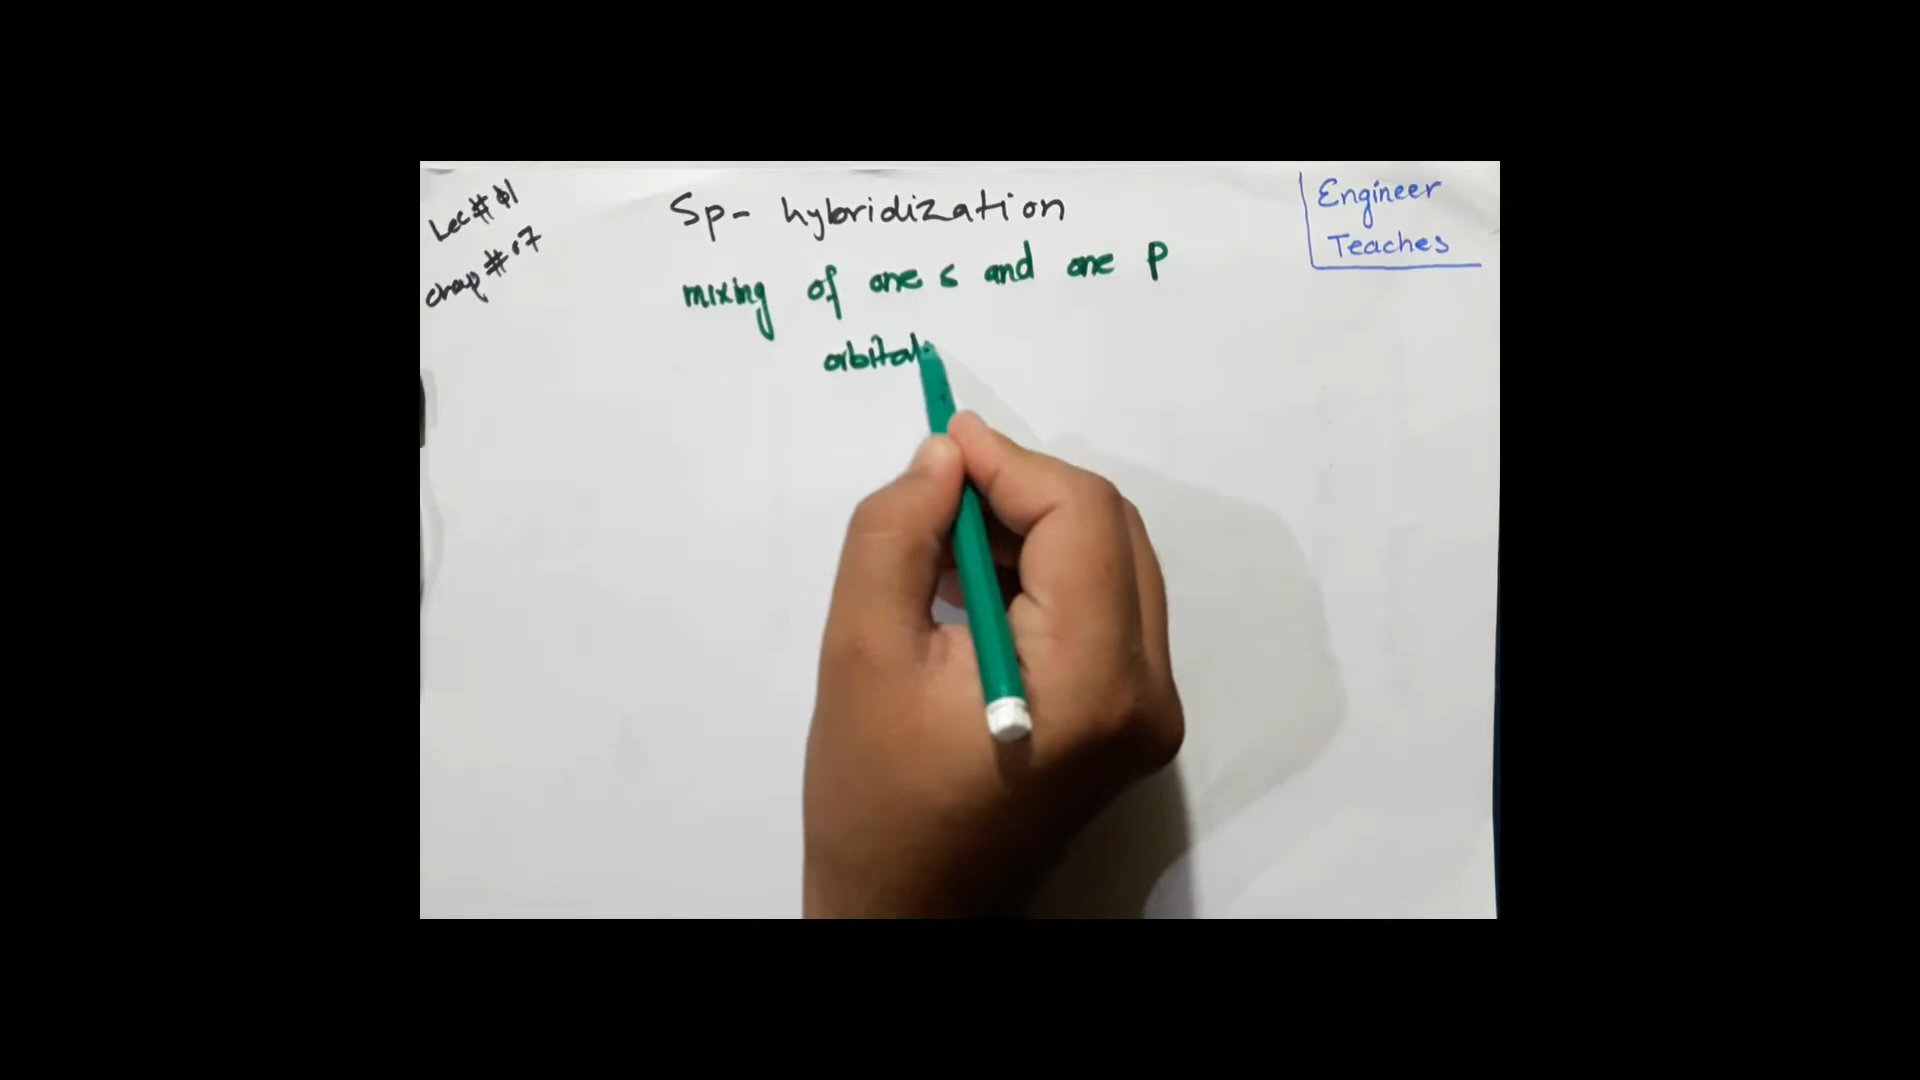 Lec # 01
chap # 07
Sp- hybridization
Engineer
Teaches
mixing of one s and one p
orbital